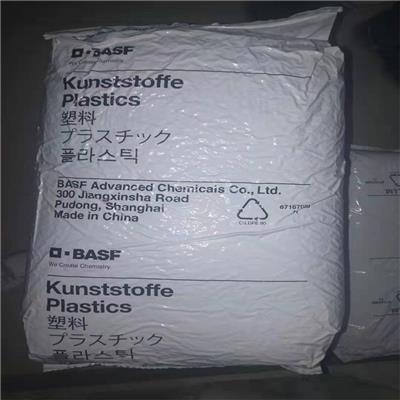 BASF
We Create Chemistry
Kunststoffe
Plastics
塑料
プラスチック
플라스틱
BASF Advanced Chemicals Co., Ltd.
300 Jiangxinsha Road
Pudong, Shanghai
Made in China
C/LDPE 90
BASF
We Create Chemistry
Kunststoffe
Plastics
塑料
プラスチック
플라스틱